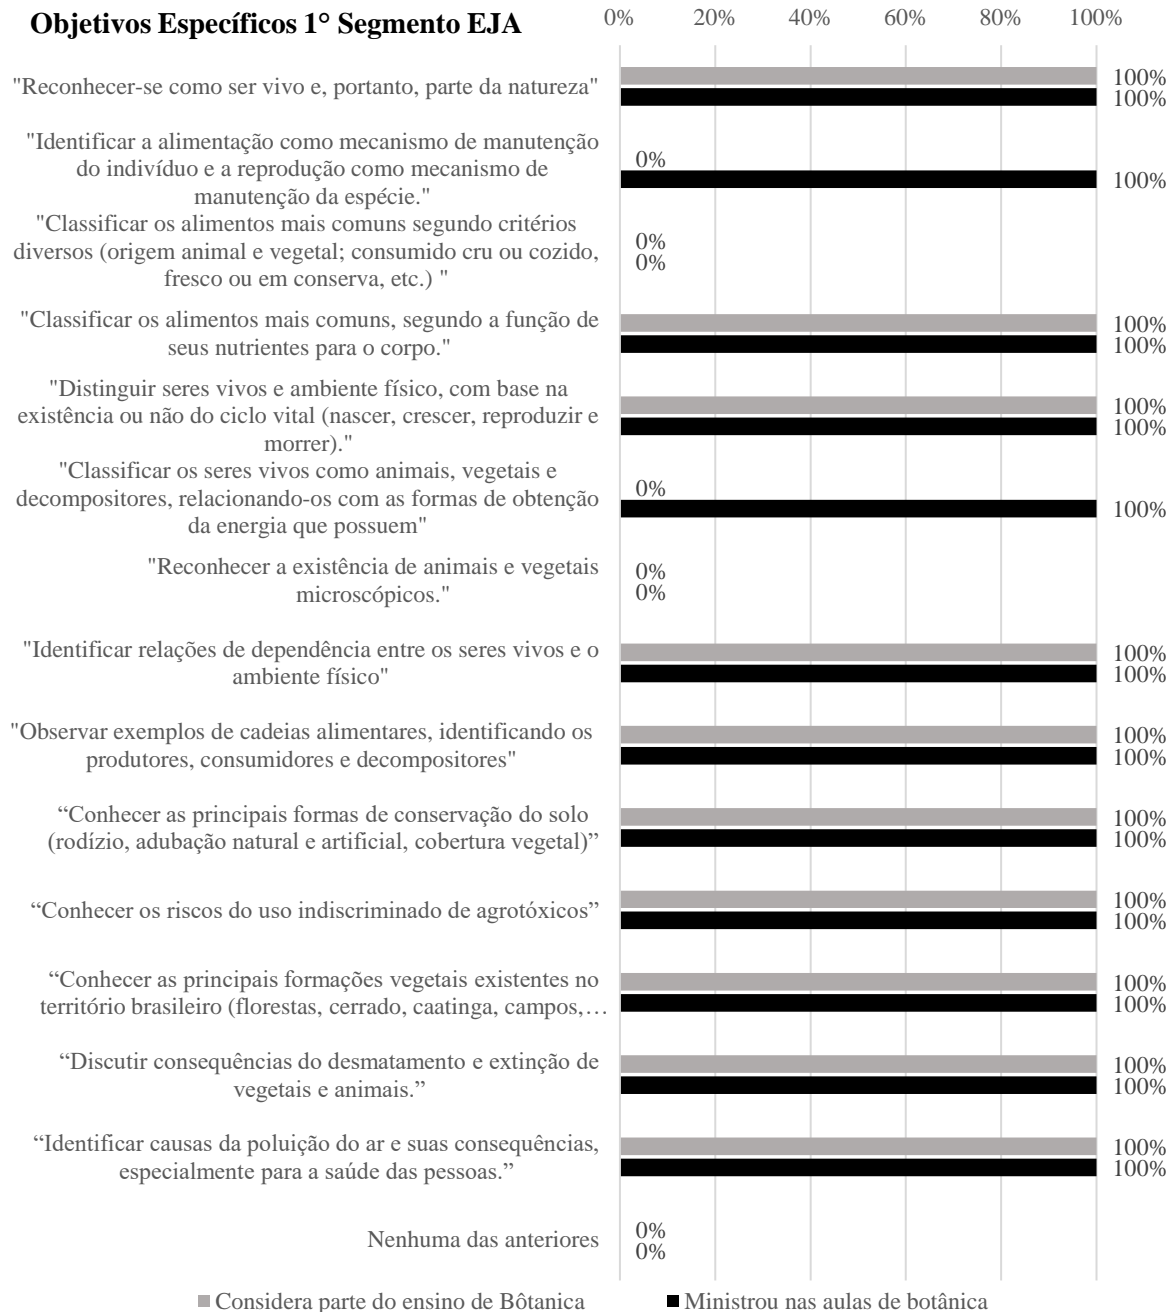 Objetivos Específicos 1° Segmento EJA
0% 20% 40% 60% 80% 100%
"Reconhecer-se como ser vivo e, portanto, parte da natureza"
100%
100%
"Identificar a alimentação como mecanismo de manutenção
do indivíduo e a reprodução como mecanismo de
manutenção da espécie."
0%
100%
"Classificar os alimentos mais comuns segundo critérios
diversos (origem animal e vegetal; consumido cru ou cozido,
fresco ou em conserva, etc.) "
0%
0%
"Classificar os alimentos mais comuns, segundo a função de
seus nutrientes para o corpo."
100%
100%
"Distinguir seres vivos e ambiente físico, com base na
existência ou não do ciclo vital (nascer, crescer, reproduzir e
morrer)."
100%
100%
"Classificar os seres vivos como animais, vegetais e
decompositores, relacionando-os com as formas de obtenção
da energia que possuem"
0%
100%
"Reconhecer a existência de animais e vegetais
microscópicos."
0%
0%
"Identificar relações de dependência entre os seres vivos e o
ambiente físico"
100%
100%
"Observar exemplos de cadeias alimentares, identificando os
produtores, consumidores e decompositores"
100%
100%
“Conhecer as principais formas de conservação do solo
(rodízio, adubação natural e artificial, cobertura vegetal)”
100%
100%
“Conhecer os riscos do uso indiscriminado de agrotóxicos”
100%
100%
“Conhecer as principais formações vegetais existentes no
território brasileiro (florestas, cerrado, caatinga, campos,…
100%
100%
“Discutir consequências do desmatamento e extinção de
vegetais e animais.”
100%
100%
“Identificar causas da poluição do ar e suas consequências,
especialmente para a saúde das pessoas.”
100%
100%
Nenhuma das anteriores
0%
0%
Considera parte do ensino de Bôtanica
Ministrou nas aulas de botânica